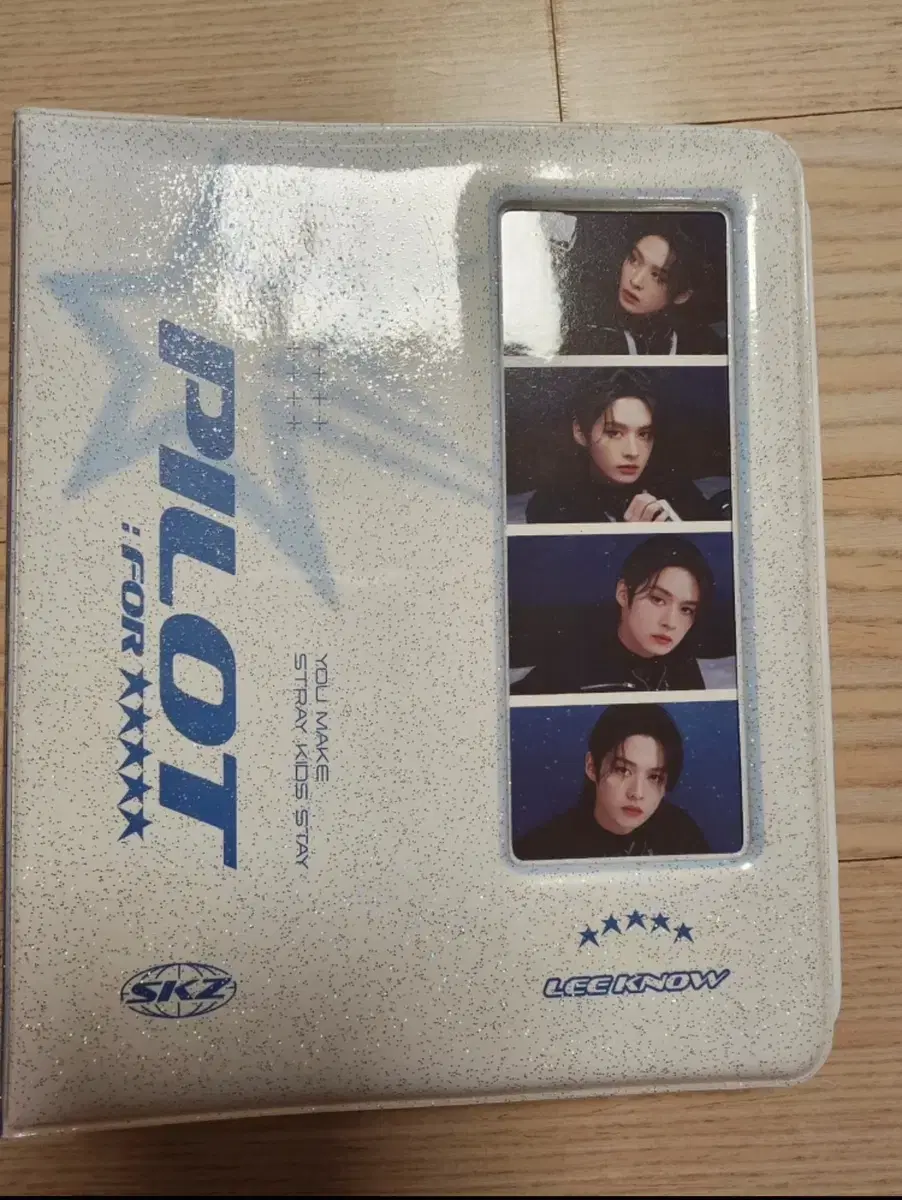 PILOT
: FOR ★★★★★
YOU MAKE
STRAY KIDS STAY
SKZ
★★★★★
LEE KNOW